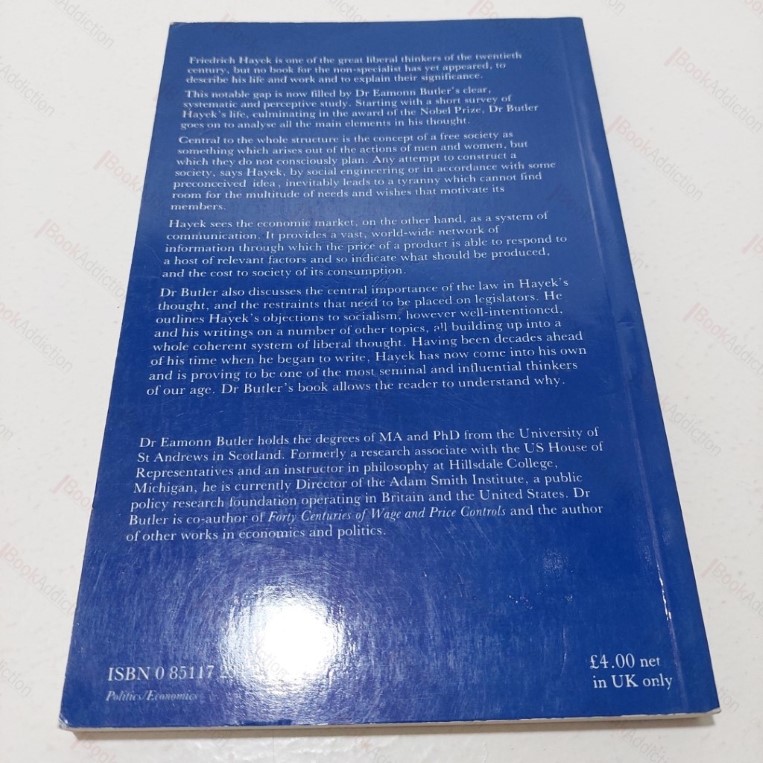 Friedrich Hayek is one of the great liberal thinkers of the twentieth
century, but no book for the non-specialist has yet appeared, to
describe his life and work and to explain their significance.
This notable gap is now filled by Dr Eamonn Butler's clear,
systematic and perceptive study. Starting with a short survey of
Hayek's life, culminating in the award of the Nobel Prize, Dr Butler
goes on to analyse all the main elements in his thought.
Central to the whole structure is the concept of a free society as
something which arises out of the actions of men and women, but
which they do not consciously plan. Any attempt to construct a
society, says Hayek, by social engineering or in accordance with some
preconceived idea, inevitably leads to a tyranny which cannot find
room for the multitude of needs and wishes that motivate its
members.
Hayek sees the economic market, on the other hand, as a system of
communication. It provides a vast, world-wide network of
information through which the price of a product is able to respond to
a host of relevant factors and so indicate what should be produced,
and the cost to society of its consumption.
Dr Butler also discusses the central importance of the law in Hayek's
thought, and the restraints that need to be placed on legislators. He
outlines Hayek's objections to socialism, however well-intentioned,
and his writings on a number of other topics, all building up into a
whole coherent system of liberal thought. Having been decades ahead
of his time when he began to write, Hayek has now come into his own
and is proving to be one of the most seminal and influential thinkers
of our age. Dr Butler's book allows the reader to understand why.
Dr Eamonn Butler holds the degrees of MA and PhD from the University of
St Andrews in Scotland. Formerly a research associate with the US House of
Representatives and an instructor in philosophy at Hillsdale College,
Michigan, he is currently Director of the Adam Smith Institute, a public
policy research foundation operating in Britain and the United States. Dr
Butler is co-author of Forty Centuries of Wage and Price Controls and the author
of other works in economics and politics.
ISBN 0 85117
Politics/Economics
£4.00 net
in UK only
BookAddiction